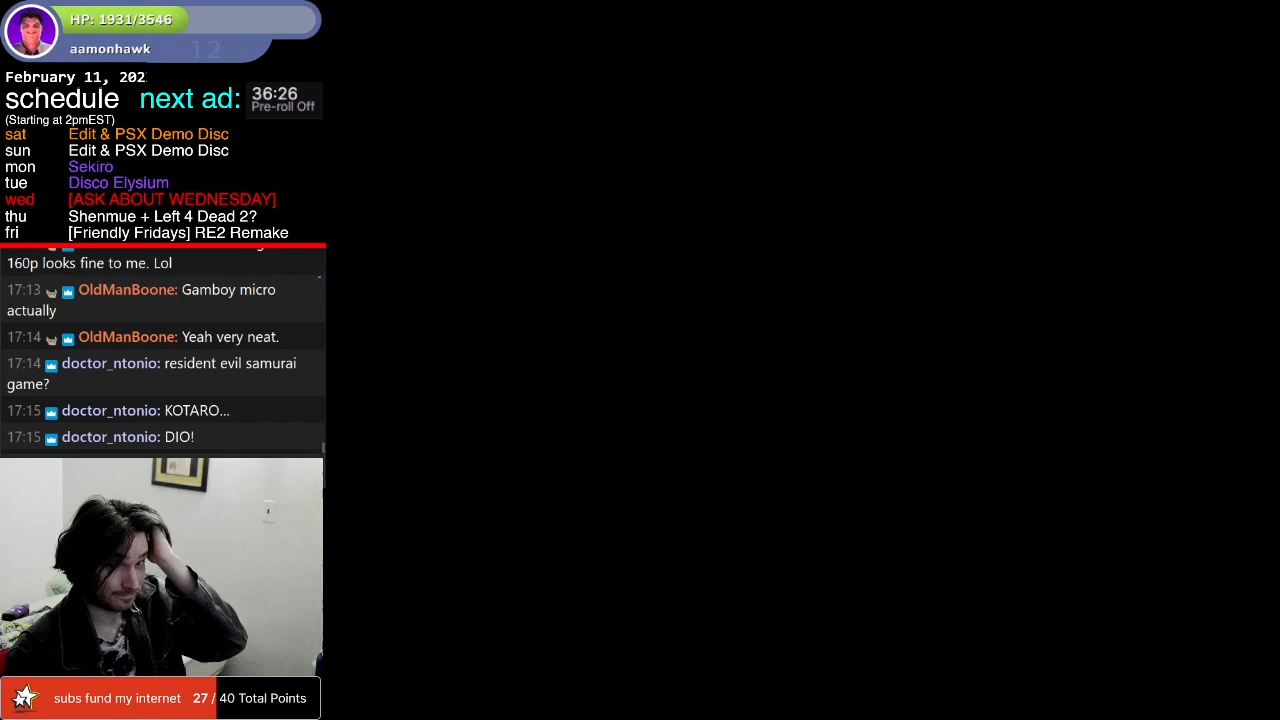 HP: 1931/3546
aamonhawk
12
February 11, 202
schedule next ad: 36:26
Pre-roll Off
(Starting at 2pmEST)
sat Edit & PSX Demo Disc
sun Edit & PSX Demo Disc
mon Sekiro
tue Disco Elysium
wed [ASK ABOUT WEDNESDAY]
thu Shenmue + Left 4 Dead 2?
fri [Friendly Fridays] RE2 Remake
160p looks fine to me. Lol
17:13 OldManBoone: Gamboy micro
actually
17:14 OldManBoone: Yeah very neat.
17:14 doctor_ntonio: resident evil samurai
game?
17:15 doctor_ntonio: KOTARO...
17:15 doctor_ntonio: DIO!
subs fund my internet 27 / 40 Total Points